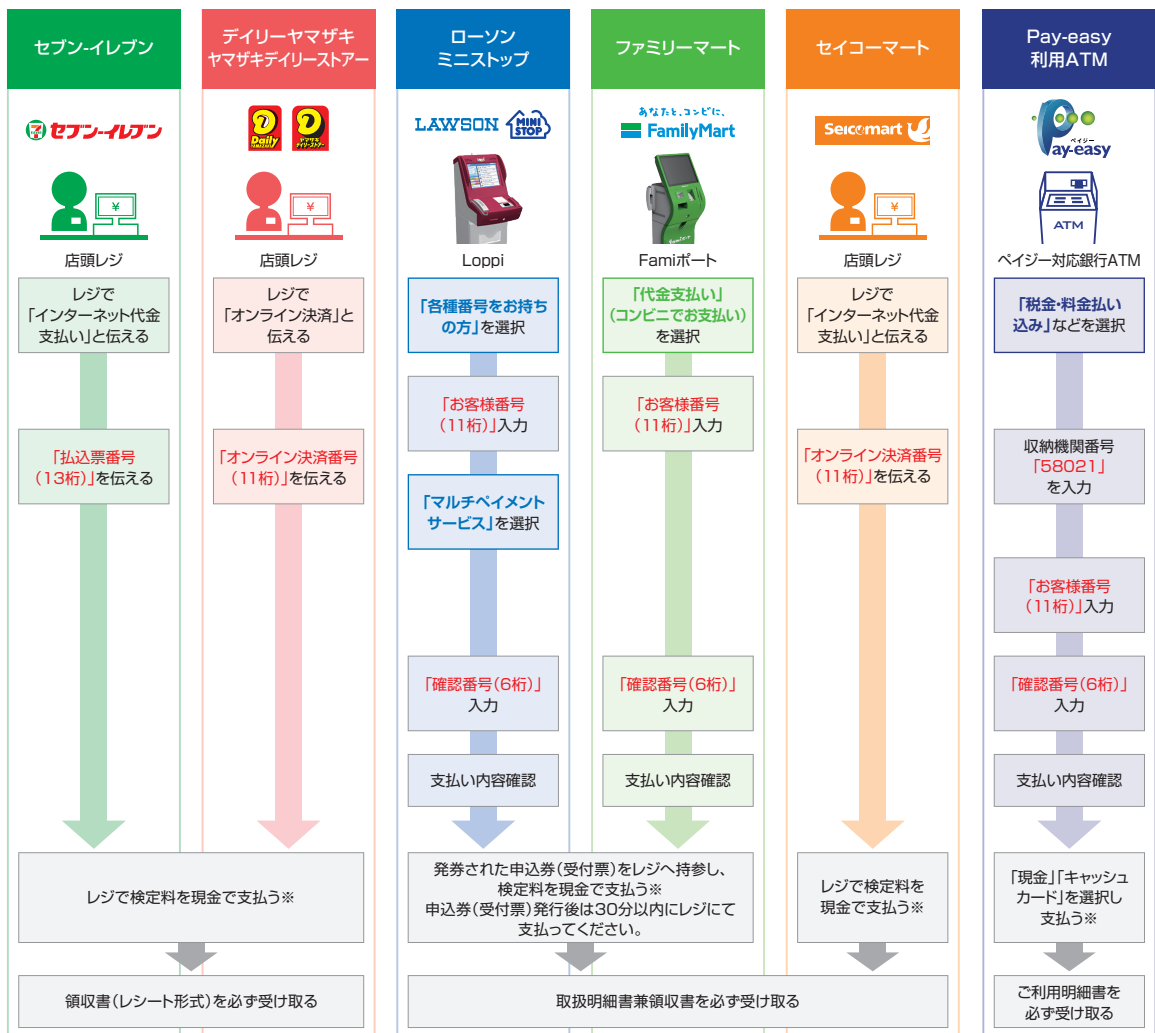 セブン-イレブン
セブン-イレブン
¥
店頭レジ
レジで
「インターネット代金
支払い」と伝える
「払込票番号
(13桁)」を伝える
デイリーヤマザキ
ヤマザキデイリーストアー
Daily
YAMAZAKI
ヤマザキ
デイリーストアー
¥
店頭レジ
レジで
「オンライン決済」と
伝える
「オンライン決済番号
(11桁)」を伝える
レジで検定料を現金で支払う※
領収書(レシート形式)を必ず受け取る
ローソン
ミニストップ
LAWSON
MINI
STOP
Loppi
「各種番号をお持ち
の方」を選択
「お客様番号
(11桁)」入力
「マルチペイメント
サービス」を選択
「確認番号(6桁)」
入力
支払い内容確認
ファミリーマート
あなたと、コンビに、
FamilyMart
Famiポート
「代金支払い」
(コンビニでお支払い)
を選択
「お客様番号
(11桁)」入力
「確認番号(6桁)」
入力
支払い内容確認
発券された申込券(受付票)をレジへ持参し、
検定料を現金で支払う※
申込券(受付票)発行後は30分以内にレジにて
支払ってください。
セイコーマート
Seicomart
¥
店頭レジ
レジで
「インターネット代金
支払い」と伝える
「オンライン決済番号
(11桁)」を伝える
レジで検定料を
現金で支払う※
取扱明細書兼領収書を必ず受け取る
Pay-easy
利用ATM
ペイジー
Pay-easy
ATM
ペイジー対応銀行ATM
「税金・料金払い
込み」などを選択
収納機関番号
「58021」
を入力
「お客様番号
(11桁)」入力
「確認番号(6桁)」
入力
支払い内容確認
「現金」「キャッシュ
カード」を選択し
支払う※
ご利用明細書を
必ず受け取る